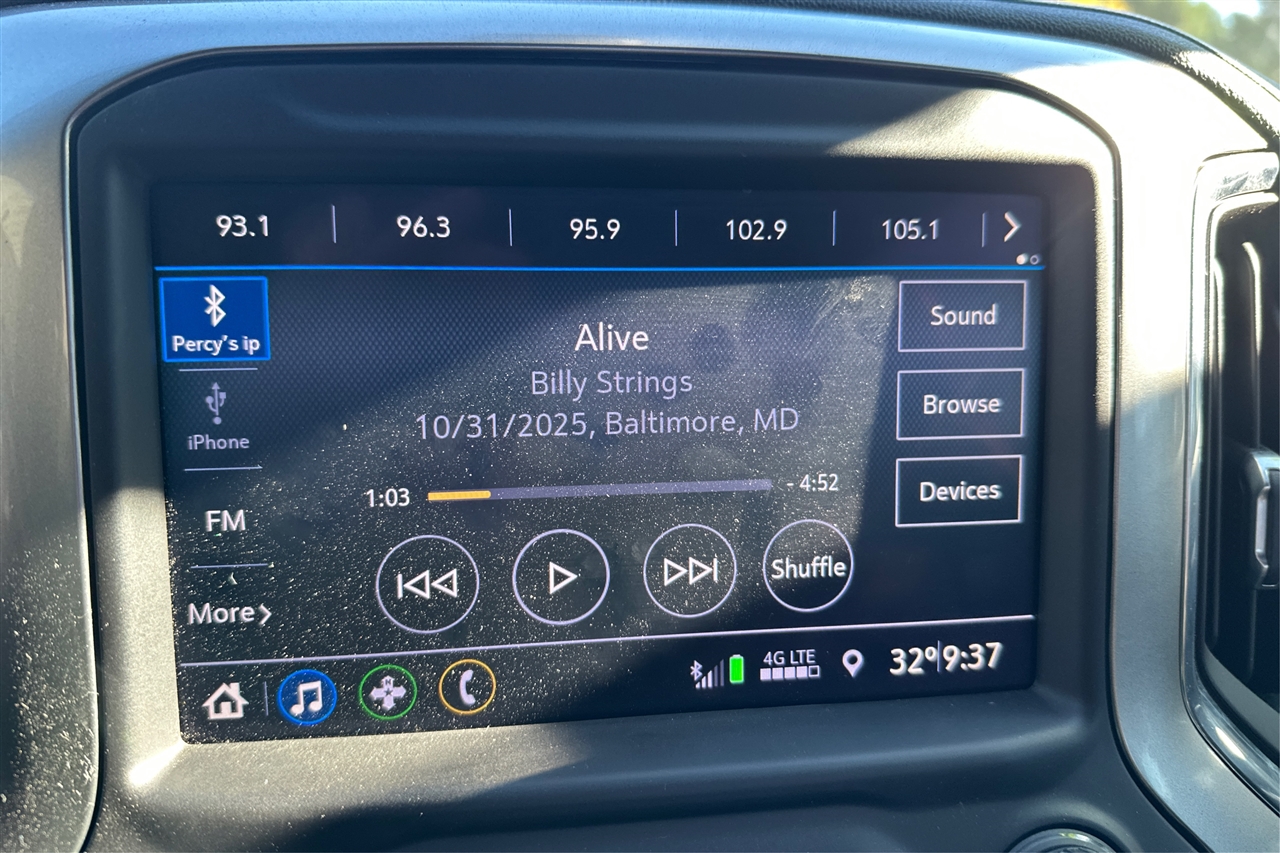 93.1 96.3 95.9 102.9 105.1
Percy's ip
iPhone
FM
More
Alive
Billy Strings
10/31/2025, Baltimore, MD
1:03 - 4:52
Shuffle
Sound
Browse
Devices
4G LTE
32° 9:37